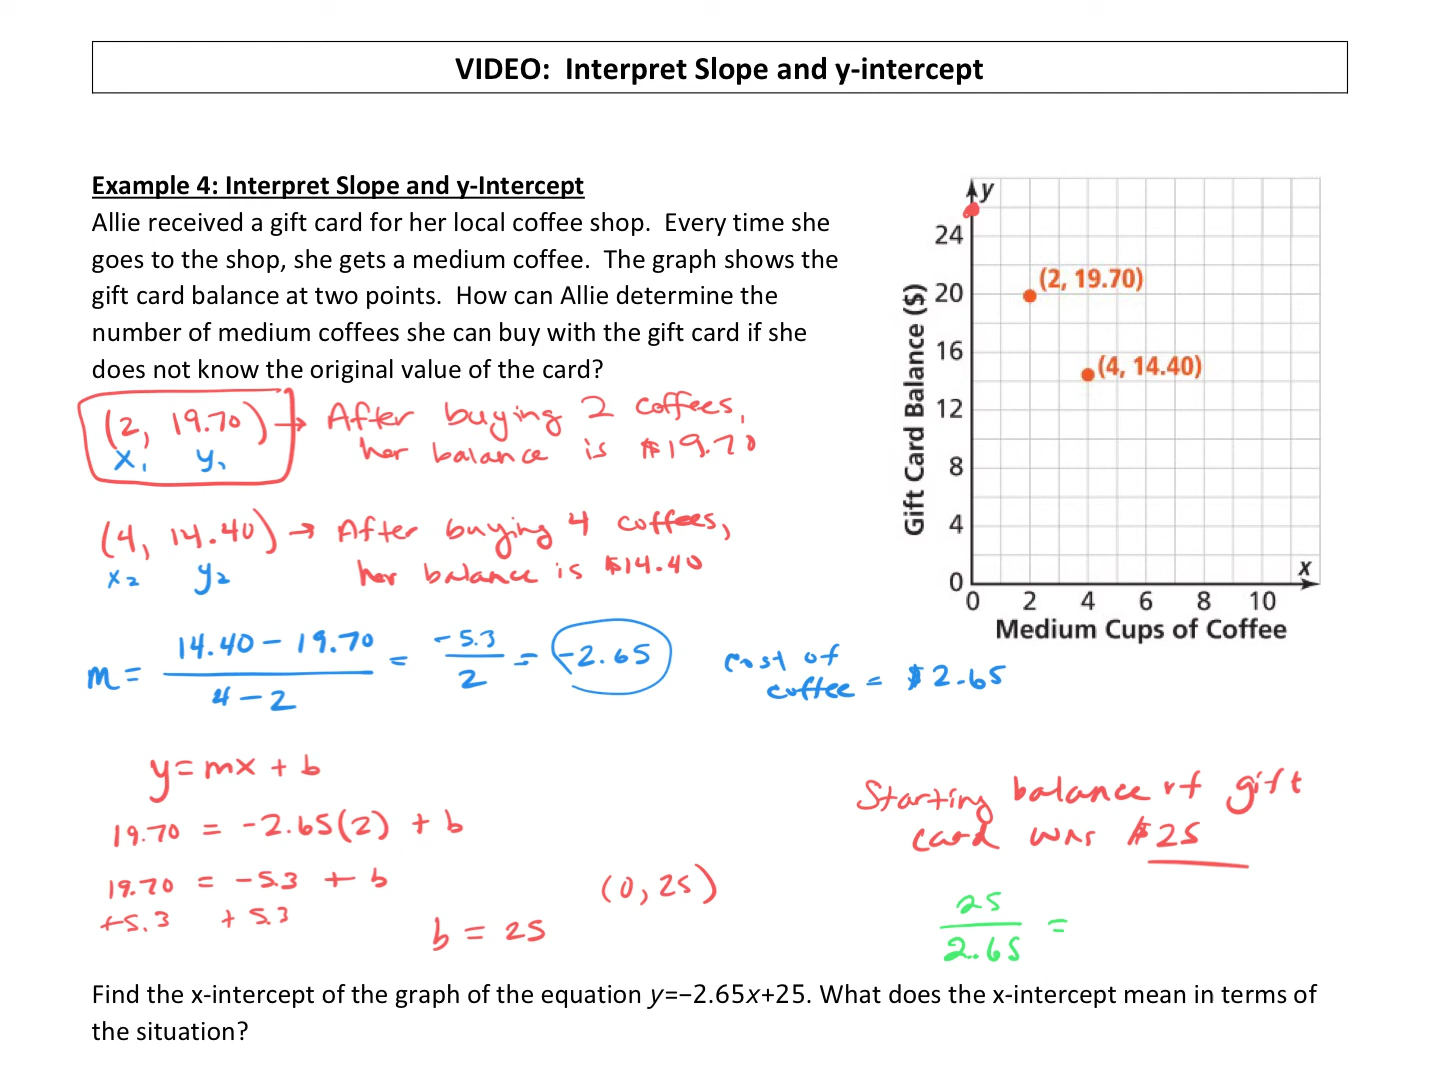 VIDEO: Interpret Slope and y-intercept
Example 4: Interpret Slope and y-Intercept
Allie received a gift card for her local coffee shop. Every time she
goes to the shop, she gets a medium coffee. The graph shows the
gift card balance at two points. How can Allie determine the
number of medium coffees she can buy with the gift card if she
does not know the original value of the card?
y
24
20
16
12
8
4
0
(2, 19.70)
(4, 14.40)
x
0 2 4 6 8 10
Gift Card Balance ($)
Medium Cups of Coffee
(2, 19.70) → After buying 2 coffees,
x₁ y₁ her balance is $19.70
(4, 14.40) → After buying 4 coffees,
x₂ y₂ her balance is $14.40
m = 14.40 - 19.70 / 4 - 2 = -5.3 / 2 = -2.65
cost of
coffee = $2.65
y = mx + b
19.70 = -2.65(2) + b
19.70 = -5.3 + b
+5.3 +5.3
b = 25
(0, 25)
Starting balance of gift
card was $25
25 / 2.65 =
Find the x-intercept of the graph of the equation y=−2.65x+25. What does the x-intercept mean in terms of
the situation?